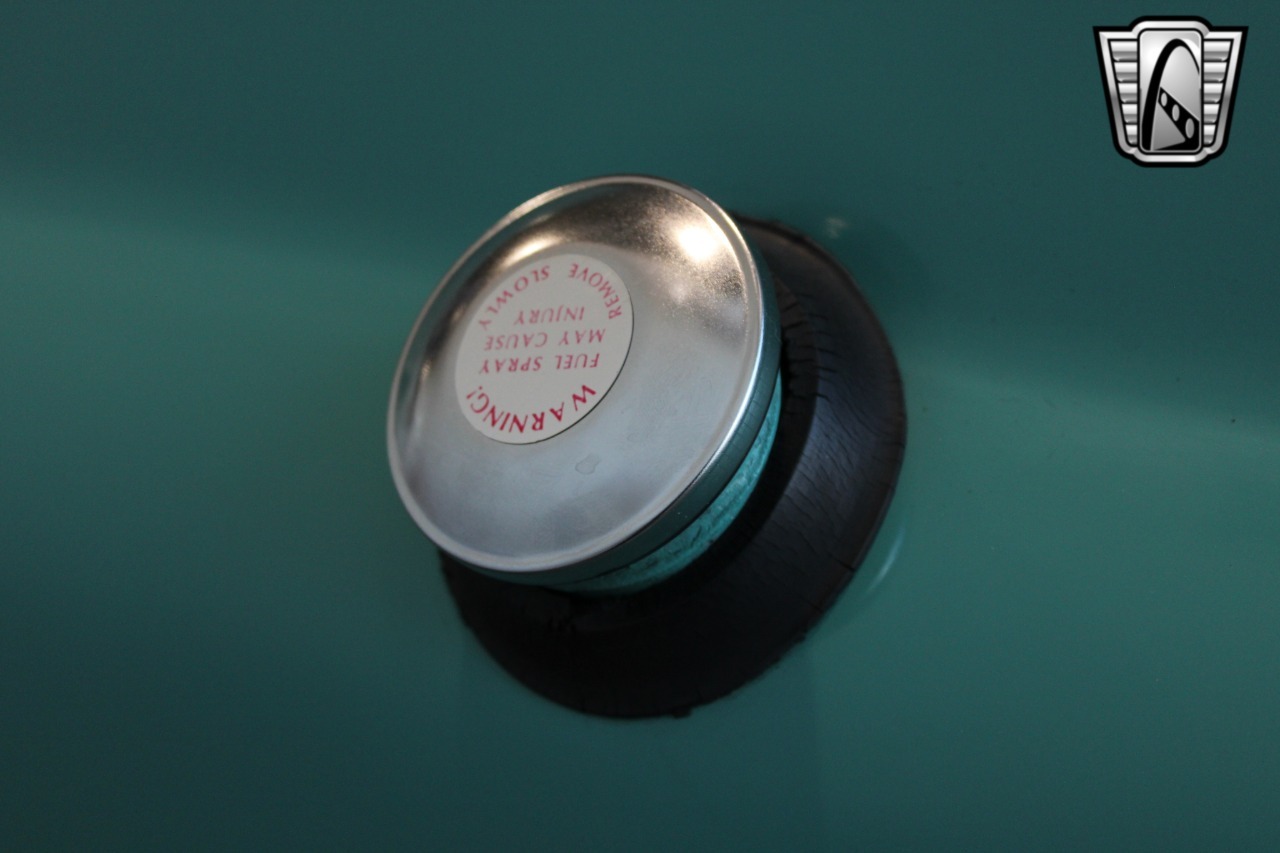 WARNING!
FUEL SPRAY
MAY CAUSE
INJURY
REMOVE SLOWLY